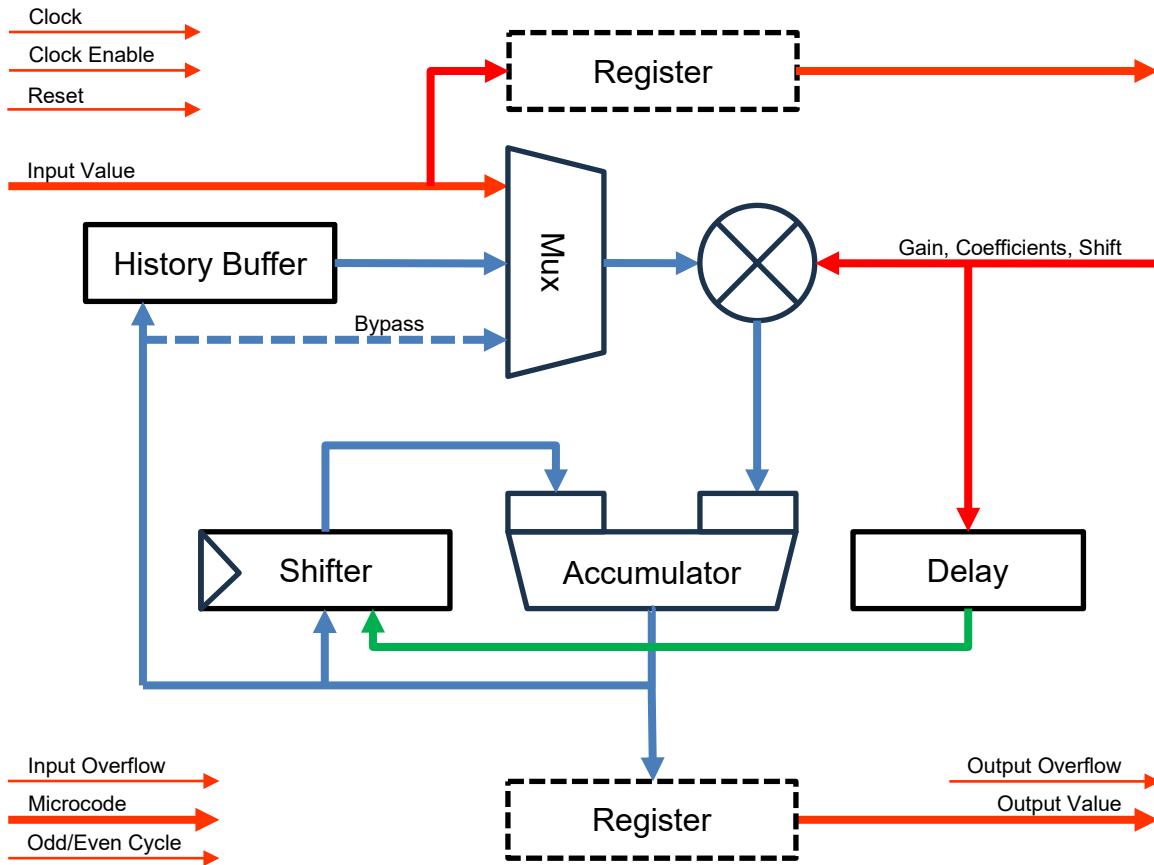 Clock
Clock Enable
Reset
Register
Input Value
Mux
History Buffer
Gain, Coefficients, Shift
Bypass
Shifter
Accumulator
Delay
Input Overflow
Microcode
Odd/Even Cycle
Register
Output Overflow
Output Value